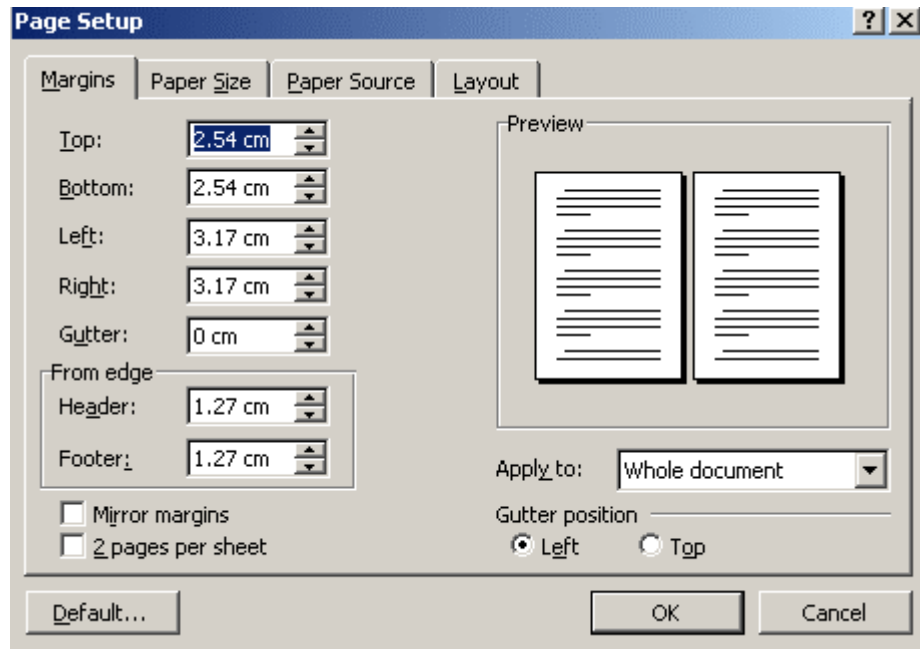 Page Setup
Margins Paper Size Paper Source Layout
Top: 2.54 cm
Bottom: 2.54 cm
Left: 3.17 cm
Right: 3.17 cm
Gutter: 0 cm
From edge
Header: 1.27 cm
Footer: 1.27 cm
Mirror margins
2 pages per sheet
Preview
Apply to: Whole document
Gutter position
Left Top
Default... OK Cancel